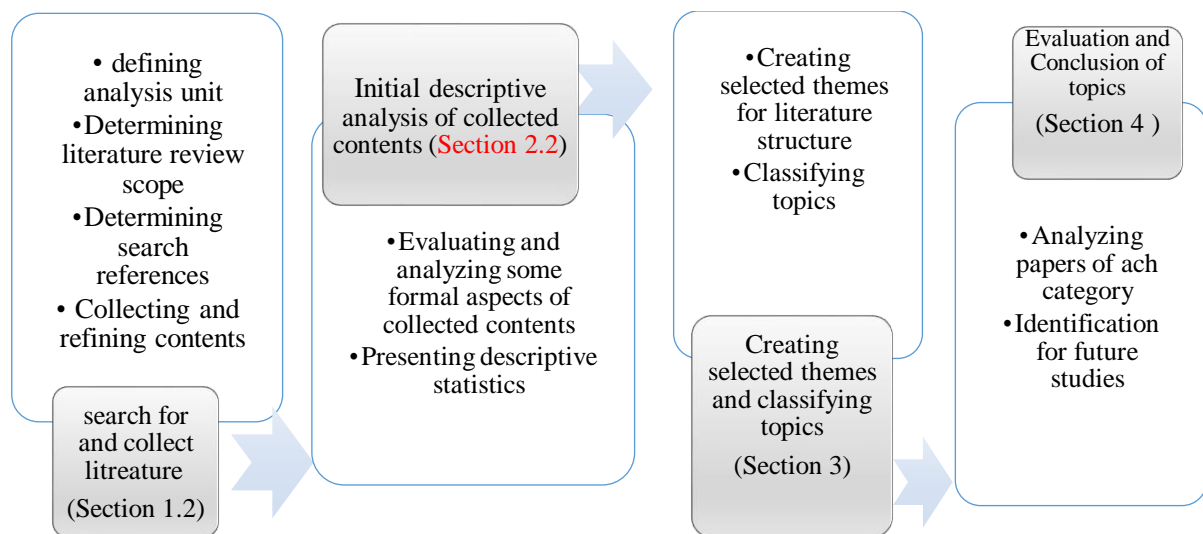 • defining
analysis unit
•Determining
literature review
scope
•Determining
search
references
• Collecting and
refining contents
search for
and collect
litreature
(Section 1.2)
Initial descriptive
analysis of collected
contents (Section 2.2)
•Evaluating and
analyzing some
formal aspects of
collected contents
•Presenting descriptive
statistics
•Creating
selected themes
for literature
structure
•Classifying
topics
Creating
selected themes
and classifying
topics
(Section 3)
Evaluation and
Conclusion of
topics
(Section 4 )
•Analyzing
papers of ach
category
•Identification
for future
studies